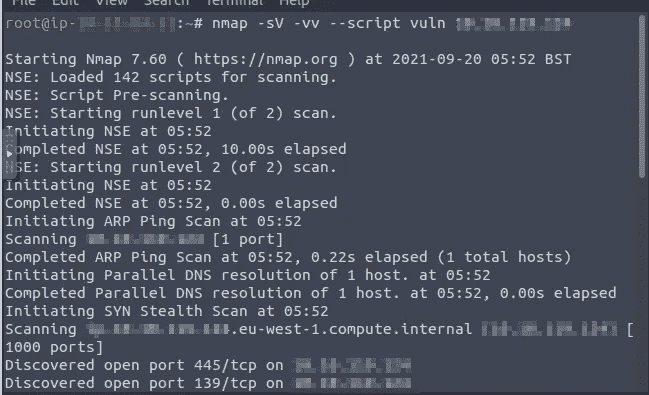 File Edit View Search Terminal Help
root@ip- :~# nmap -sV -vv --script vuln
Starting Nmap 7.60 ( https://nmap.org ) at 2021-09-20 05:52 BST
NSE: Loaded 142 scripts for scanning.
NSE: Script Pre-scanning.
NSE: Starting runlevel 1 (of 2) scan.
Initiating NSE at 05:52
Completed NSE at 05:52, 10.00s elapsed
NSE: Starting runlevel 2 (of 2) scan.
Initiating NSE at 05:52
Completed NSE at 05:52, 0.00s elapsed
Initiating ARP Ping Scan at 05:52
Scanning [1 port]
Completed ARP Ping Scan at 05:52, 0.22s elapsed (1 total hosts)
Initiating Parallel DNS resolution of 1 host. at 05:52
Completed Parallel DNS resolution of 1 host. at 05:52, 0.00s elapsed
Initiating SYN Stealth Scan at 05:52
Scanning .eu-west-1.compute.internal [
1000 ports]
Discovered open port 445/tcp on
Discovered open port 139/tcp on